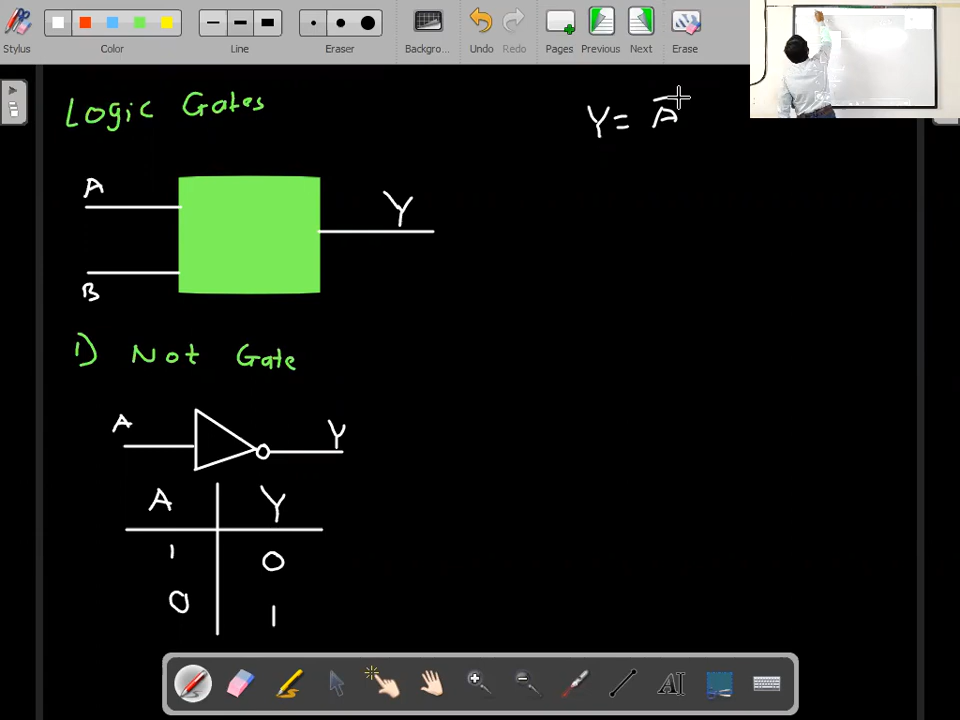 Stylus
Color
Line
Eraser
Backgro...
Undo
Redo
Pages
Previous
Next
Erase
Logic Gates
Y = A̅
A
Y
B
1) Not Gate
A
Y
A Y
1 0
0 1
AI